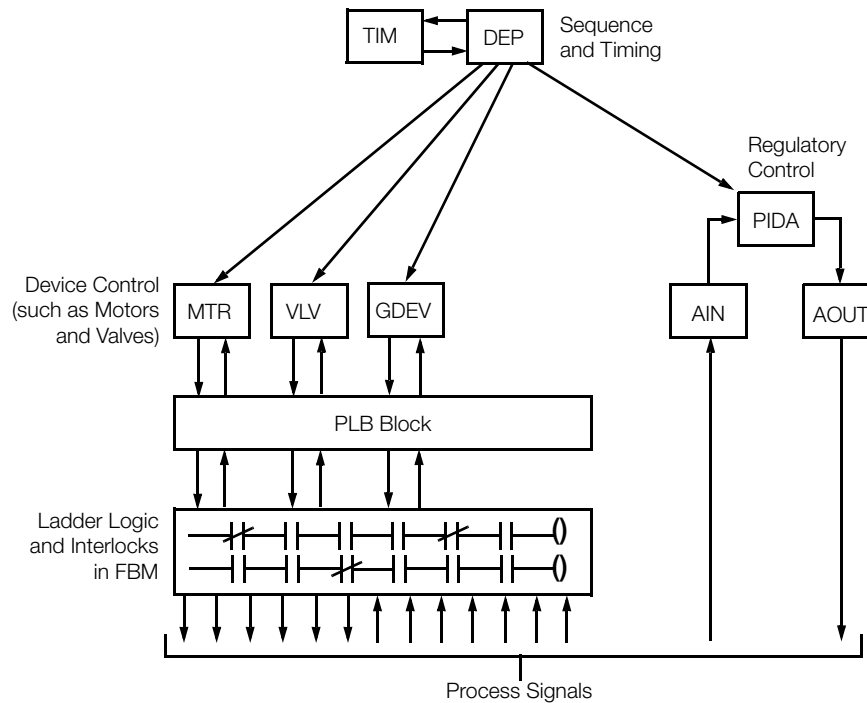 TIM
DEP
Sequence
and Timing
Regulatory
Control
PIDA
Device Control
(such as Motors
and Valves)
MTR
VLV
GDEV
AIN
AOUT
PLB Block
Ladder Logic
and Interlocks
in FBM
Process Signals